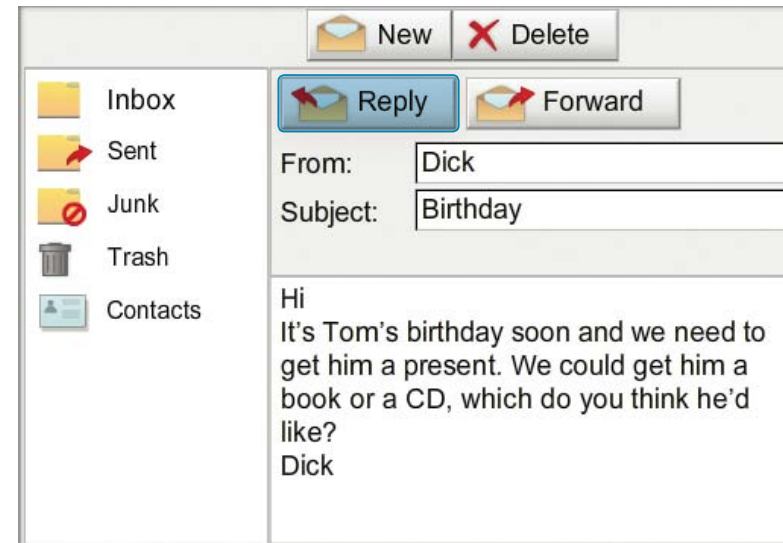 New
Delete
Inbox
Sent
Junk
Trash
Contacts
Reply
Forward
From: Dick
Subject: Birthday
Hi
It's Tom's birthday soon and we need to
get him a present. We could get him a
book or a CD, which do you think he'd
like?
Dick